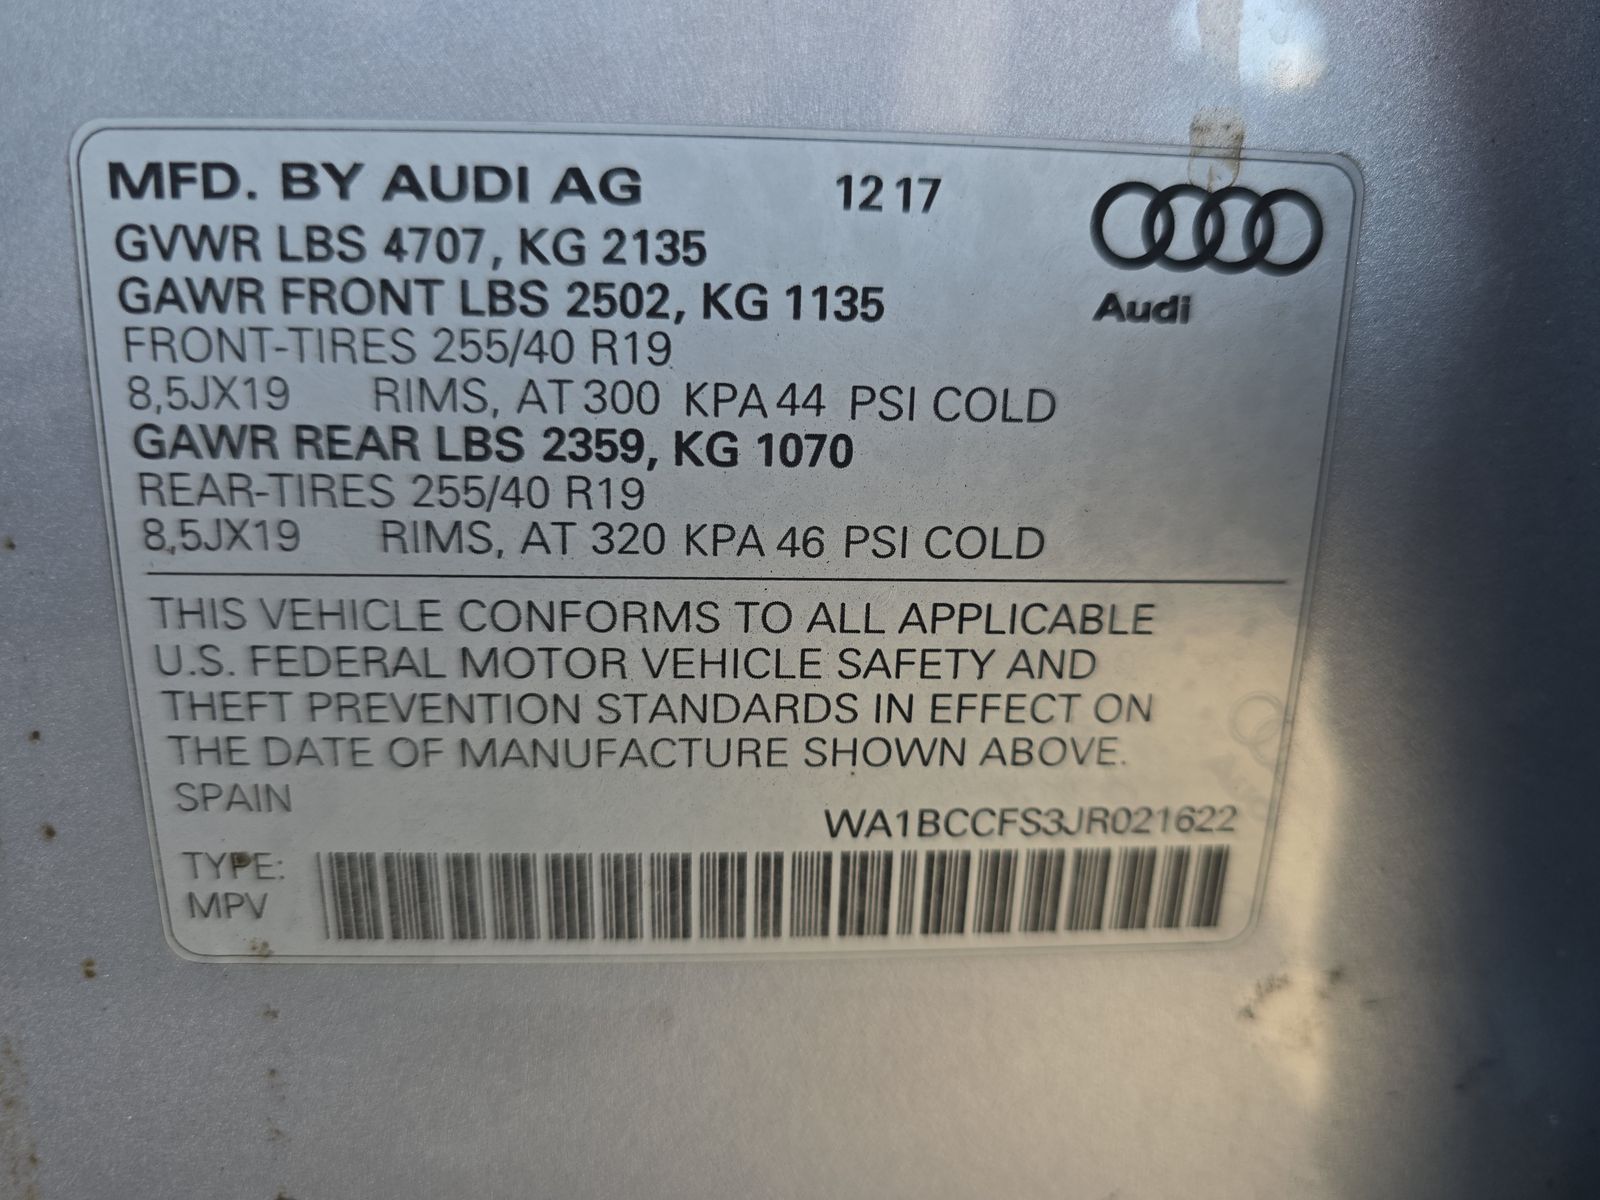 MFD. BY AUDI AG 12 17
GVWR LBS 4707, KG 2135
GAWR FRONT LBS 2502, KG 1135
Audi
FRONT-TIRES 255/40 R19
8,5JX19 RIMS, AT 300 KPA 44 PSI COLD
GAWR REAR LBS 2359, KG 1070
REAR-TIRES 255/40 R19
8,5JX19 RIMS, AT 320 KPA 46 PSI COLD
THIS VEHICLE CONFORMS TO ALL APPLICABLE
U.S. FEDERAL MOTOR VEHICLE SAFETY AND
THEFT PREVENTION STANDARDS IN EFFECT ON
THE DATE OF MANUFACTURE SHOWN ABOVE.
SPAIN
WA1BCCFS3JR021622
TYPE:
MPV